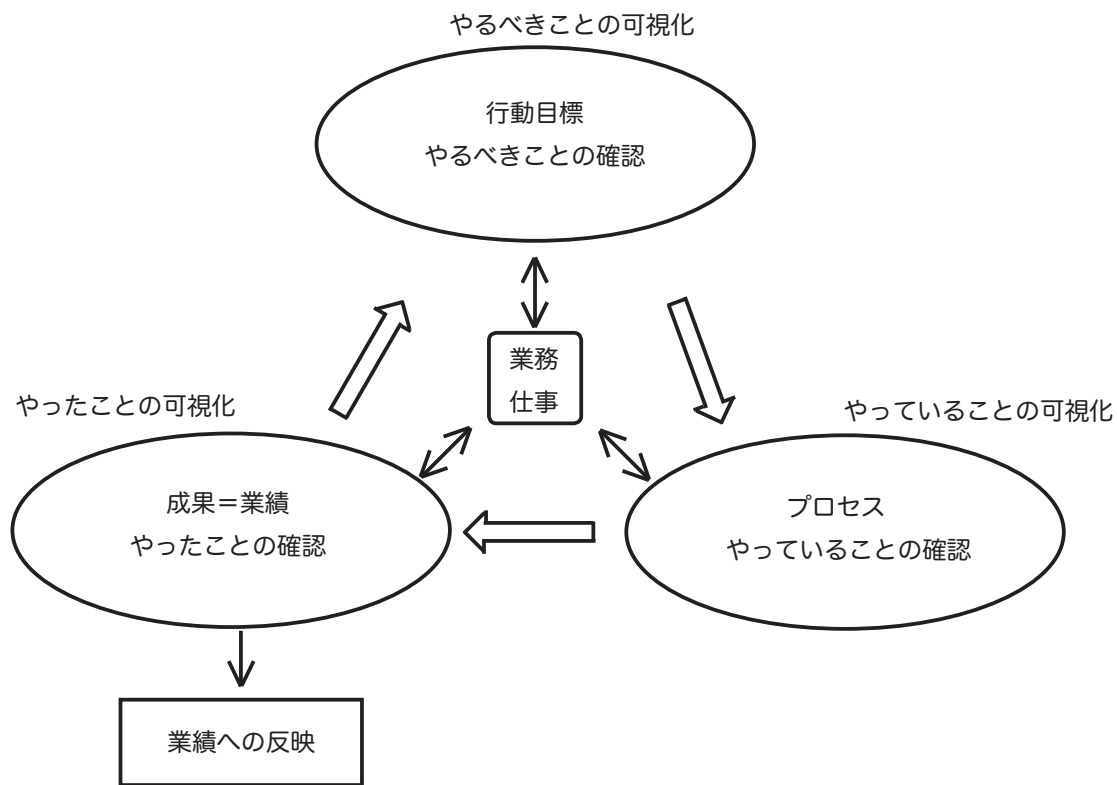 やるべきことの可視化
行動目標
やるべきことの確認
業務
仕事
やったことの可視化
やっていることの可視化
成果＝業績
やったことの確認
プロセス
やっていることの確認
業績への反映